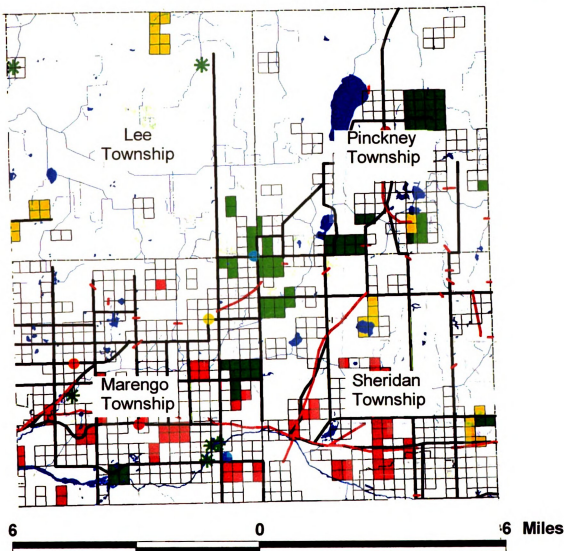 Lee
Township
Pinckney
Township
Marengo
Township
Sheridan
Township
6 0 6 Miles